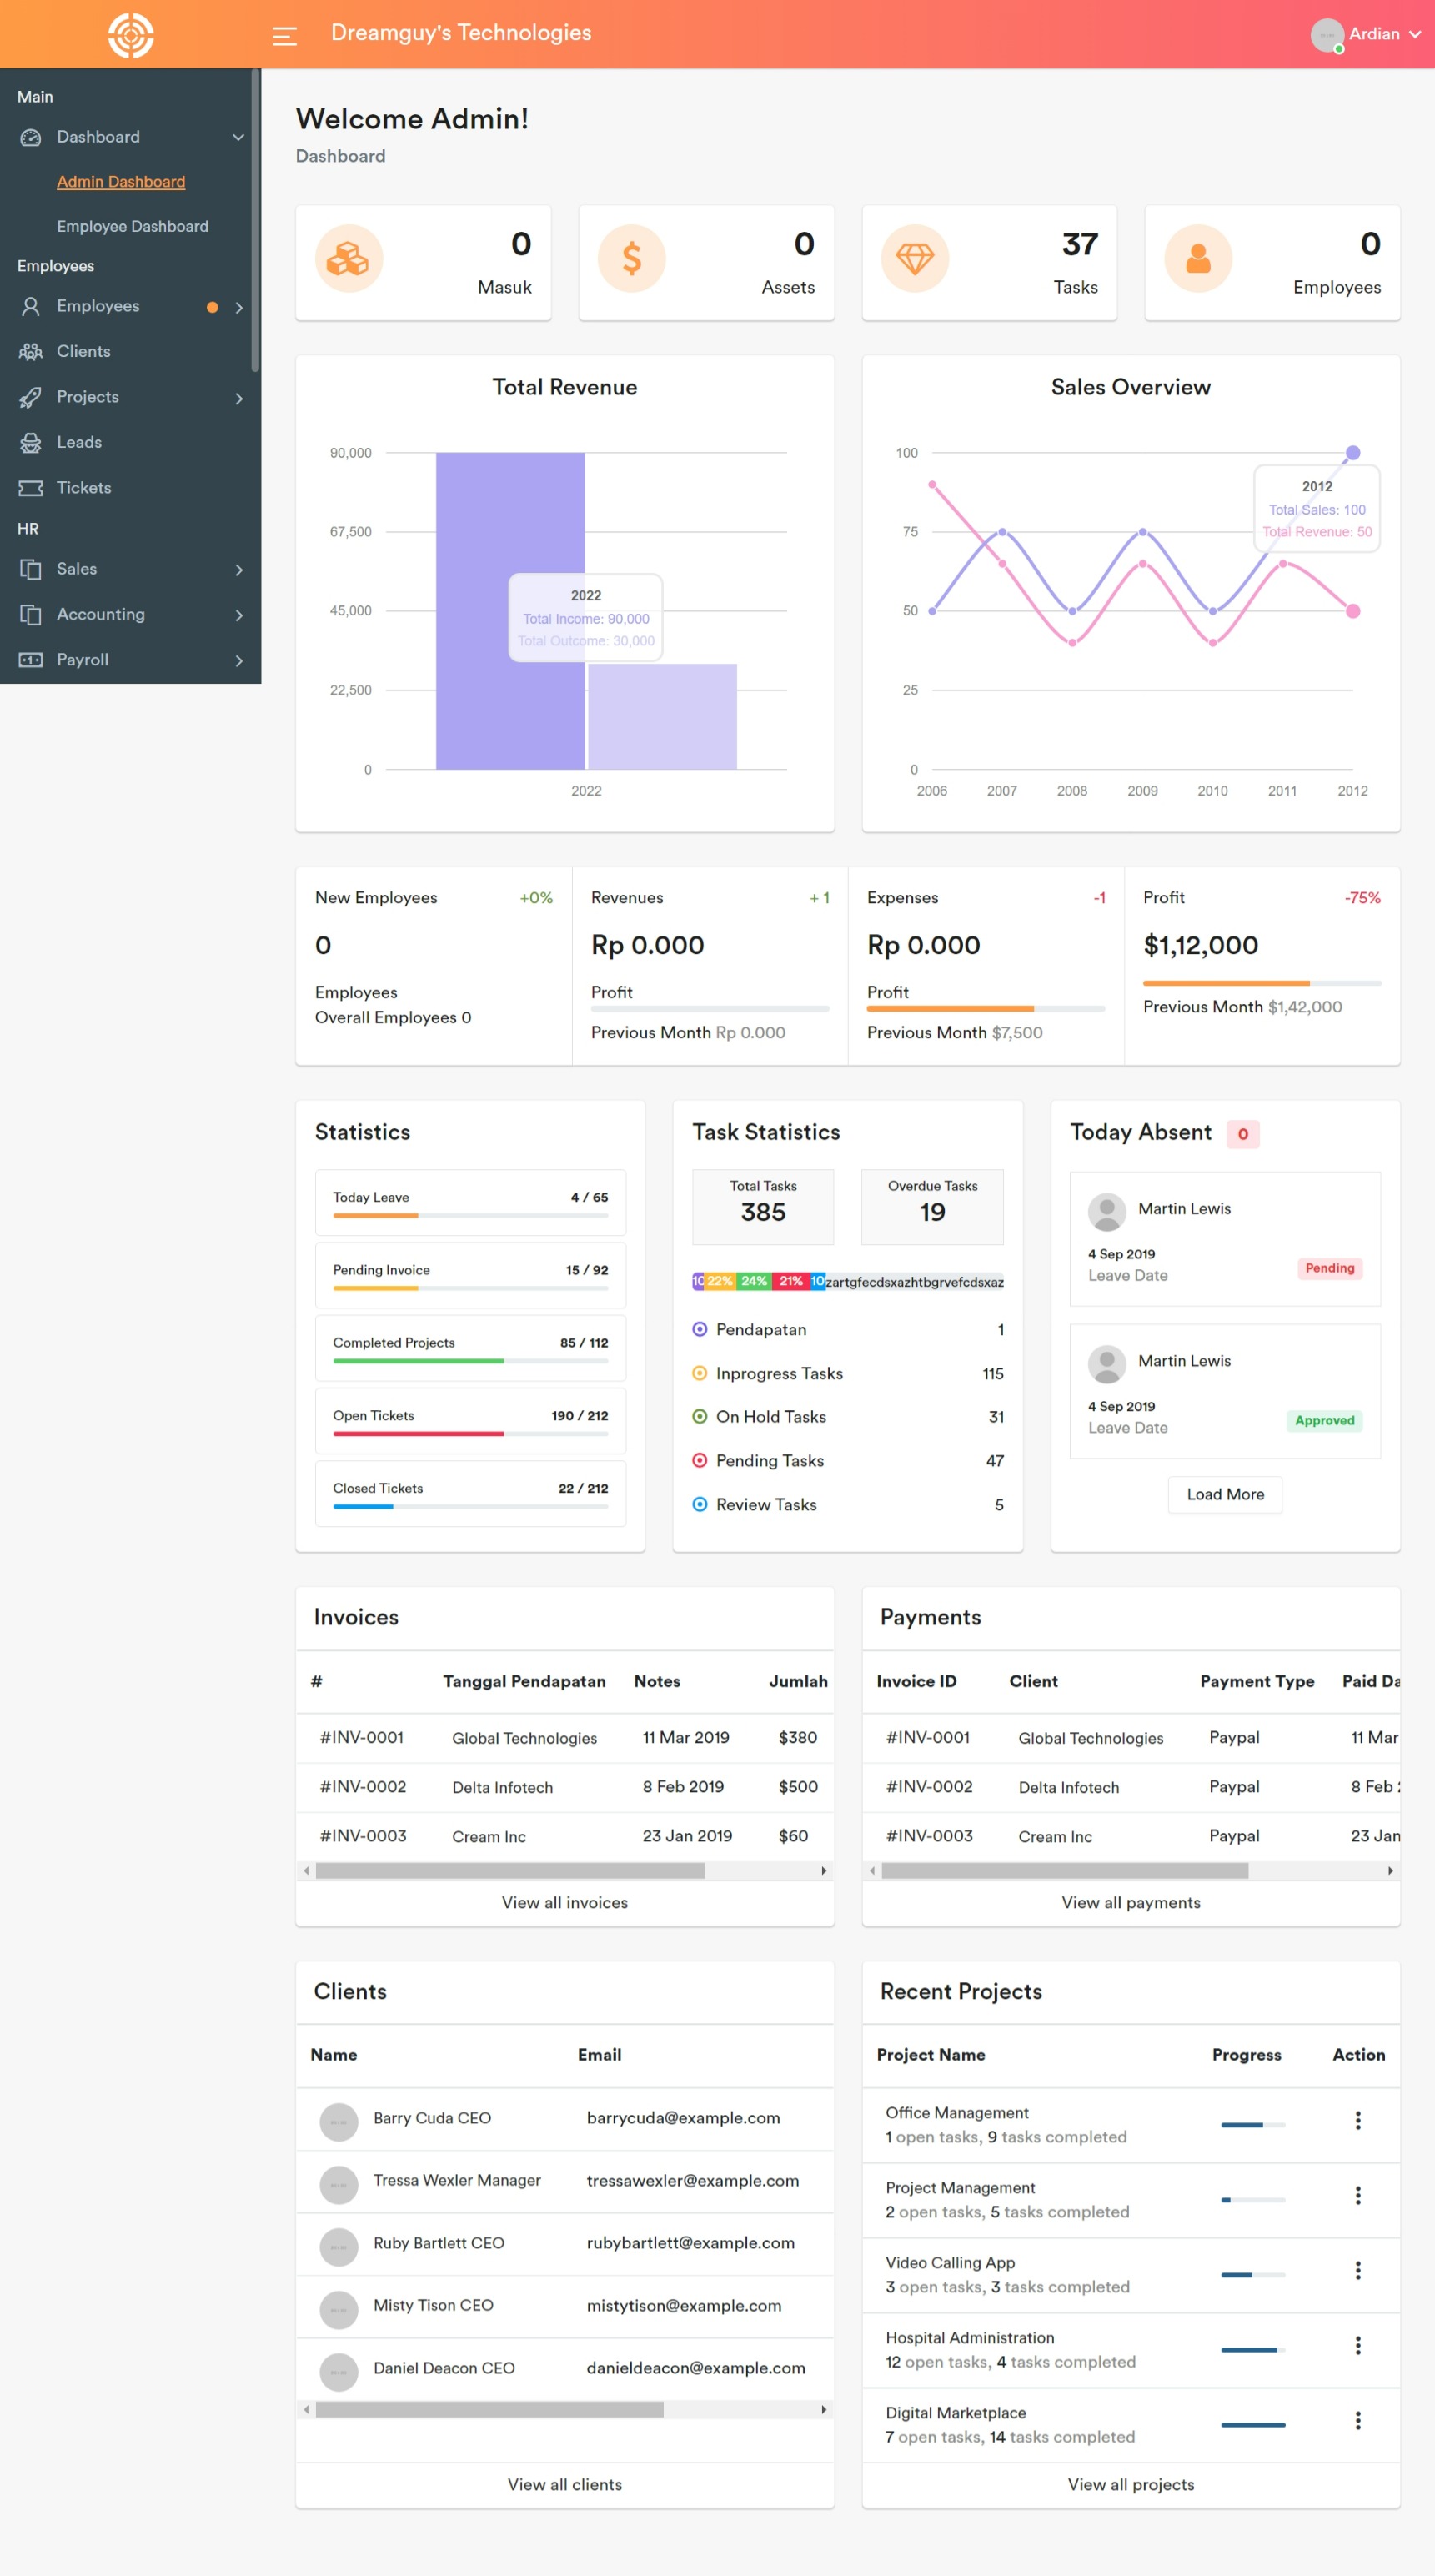 Dreamguy's Technologies
Ardian
Main
Dashboard
Admin Dashboard
Employee Dashboard
Employees
Employees
Clients
Projects
Leads
Tickets
HR
Sales
Accounting
Payroll
Welcome Admin!
Dashboard
0
Masuk
0
Assets
37
Tasks
0
Employees
Total Revenue
90,000
67,500
45,000
22,500
0
2022
Total Income: 90,000
Total Outcome: 30,000
2022
Sales Overview
100
75
50
25
0
2012
Total Sales: 100
Total Revenue: 50
2006 2007 2008 2009 2010 2011 2012
New Employees +0%
0
Employees
Overall Employees 0
Revenues +1
Rp 0.000
Profit
Previous Month Rp 0.000
Expenses -1
Rp 0.000
Profit
Previous Month $7,500
Profit -75%
$1,12,000
Previous Month $1,42,000
Statistics
Today Leave 4 / 65
Pending Invoice 15 / 92
Completed Projects 85 / 112
Open Tickets 190 / 212
Closed Tickets 22 / 212
Task Statistics
Total Tasks
385
Overdue Tasks
19
10 22% 24% 21% 10 zartgfecdsxazhtbgrvefcdsxaz
Pendapatan 1
Inprogress Tasks 115
On Hold Tasks 31
Pending Tasks 47
Review Tasks 5
Today Absent 0
Martin Lewis
4 Sep 2019
Leave Date
Pending
Martin Lewis
4 Sep 2019
Leave Date
Approved
Load More
Invoices
# Tanggal Pendapatan Notes Jumlah
#INV-0001 Global Technologies 11 Mar 2019 $380
#INV-0002 Delta Infotech 8 Feb 2019 $500
#INV-0003 Cream Inc 23 Jan 2019 $60
View all invoices
Payments
Invoice ID Client Payment Type Paid Da
#INV-0001 Global Technologies Paypal 11 Mar
#INV-0002 Delta Infotech Paypal 8 Feb
#INV-0003 Cream Inc Paypal 23 Jan
View all payments
Clients
Name Email
Barry Cuda CEO barrycuda@example.com
Tressa Wexler Manager tressawexler@example.com
Ruby Bartlett CEO rubybartlett@example.com
Misty Tison CEO mistytison@example.com
Daniel Deacon CEO danieldeacon@example.com
View all clients
Recent Projects
Project Name Progress Action
Office Management
1 open tasks, 9 tasks completed
Project Management
2 open tasks, 5 tasks completed
Video Calling App
3 open tasks, 3 tasks completed
Hospital Administration
12 open tasks, 4 tasks completed
Digital Marketplace
7 open tasks, 14 tasks completed
View all projects